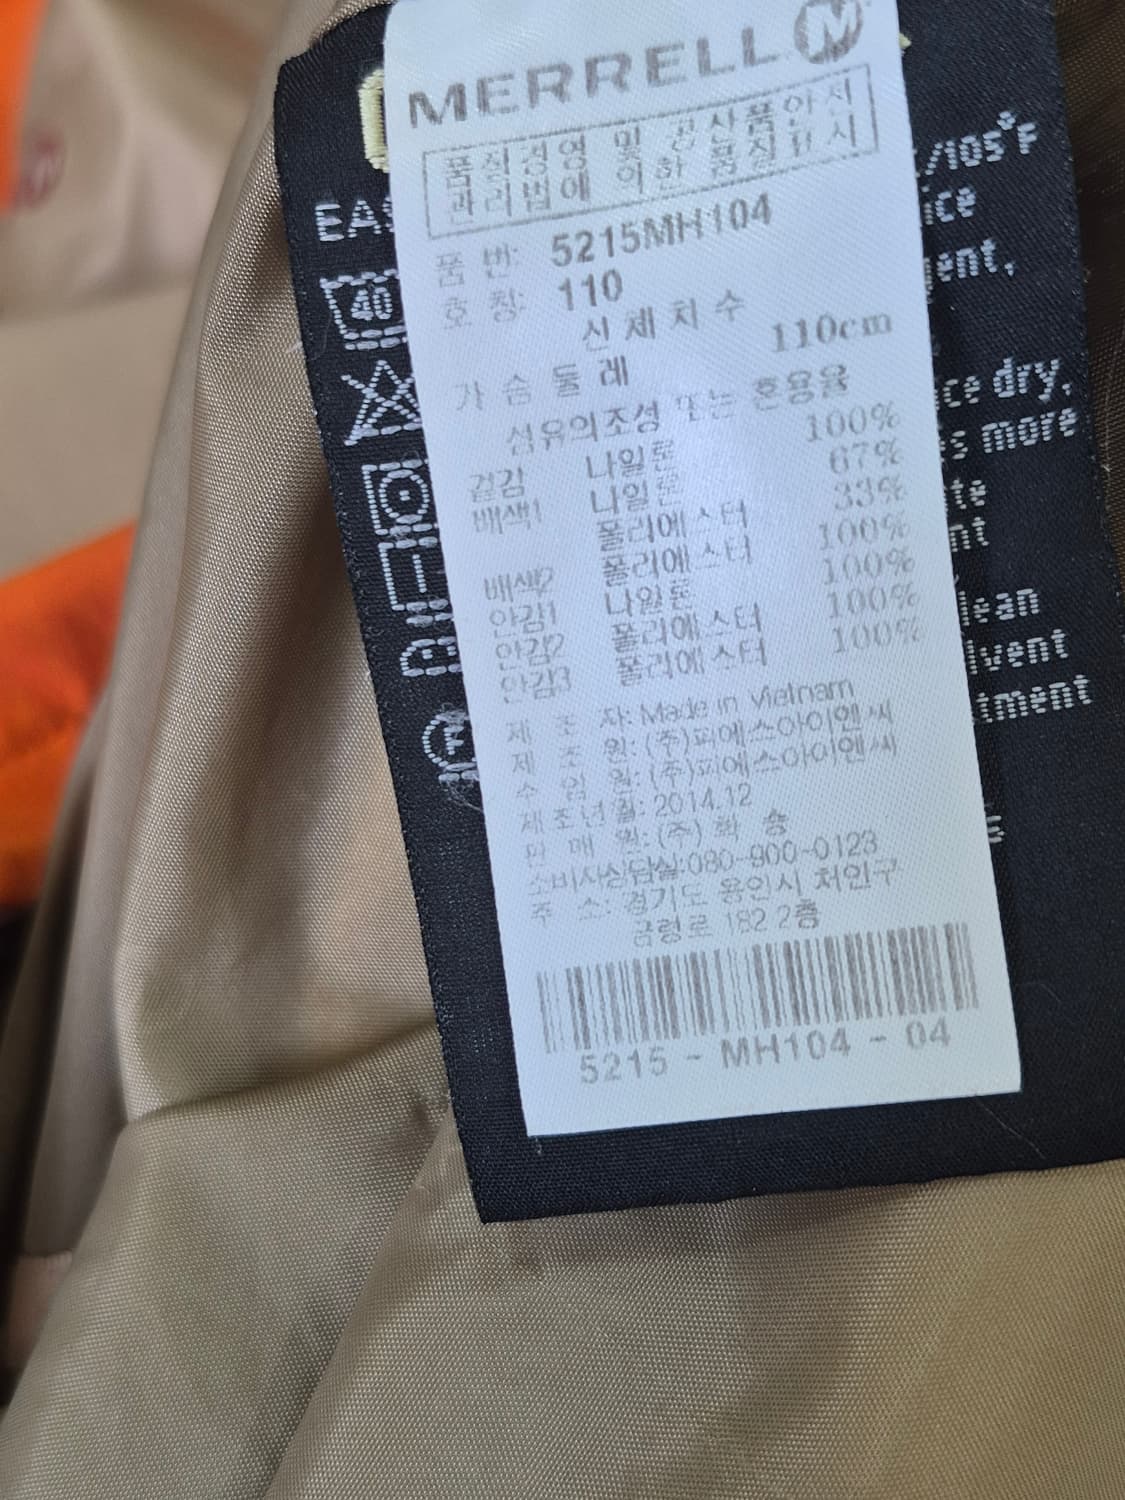 MERRELL
품질경영 및 공산품안전
관리법에 의한 품질표시
품 번: 5215MH104
호 칭: 110
신 체 치 수
가 슴 둘 레 110cm
섬유의조성 또는 혼용율
겉감 나일론 100%
배색1 나일론 67%
폴리에스터 33%
배색2 폴리에스터 100%
안감1 나일론 100%
안감2 폴리에스터 100%
안감3 폴리에스터 100%
제 조 자: Made in Vietnam
제 조 원: (주)피에스아이엔씨
수 입 원: (주)피에스아이엔씨
제조년월: 2014.12
판 매 원: (주) 화 승
소비자상담실:080-900-0123
주 소: 경기도 용인시 처인구
금령로 182 2층
5215 - MH104 - 04
40
/105°F
ce dry,
more
F